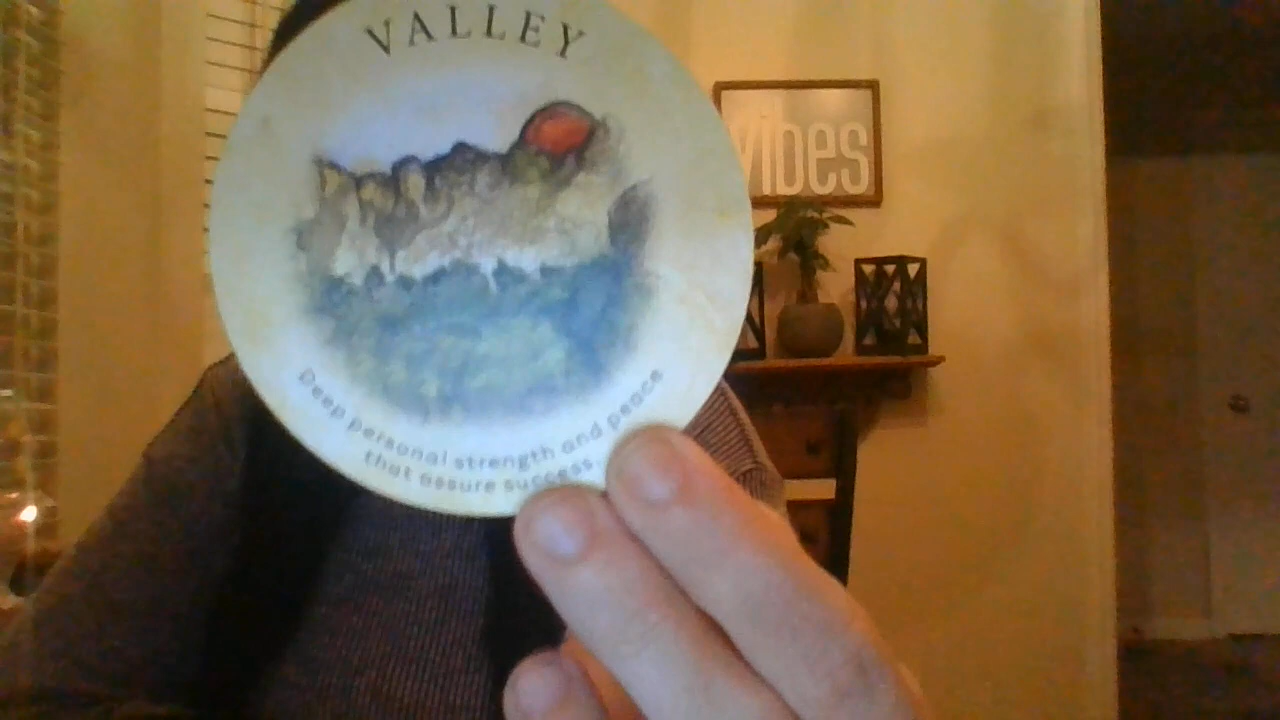 VALLEY
vibes
Deep personal strength and peace
that assure success.